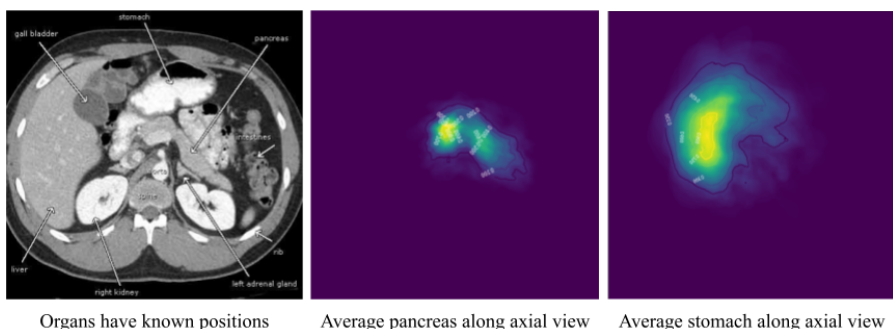 stomach
gall bladder
pancreas
intestines
liver
right kidney
left adrenal gland
rib
Organs have known positions
Average pancreas along axial view
Average stomach along axial view